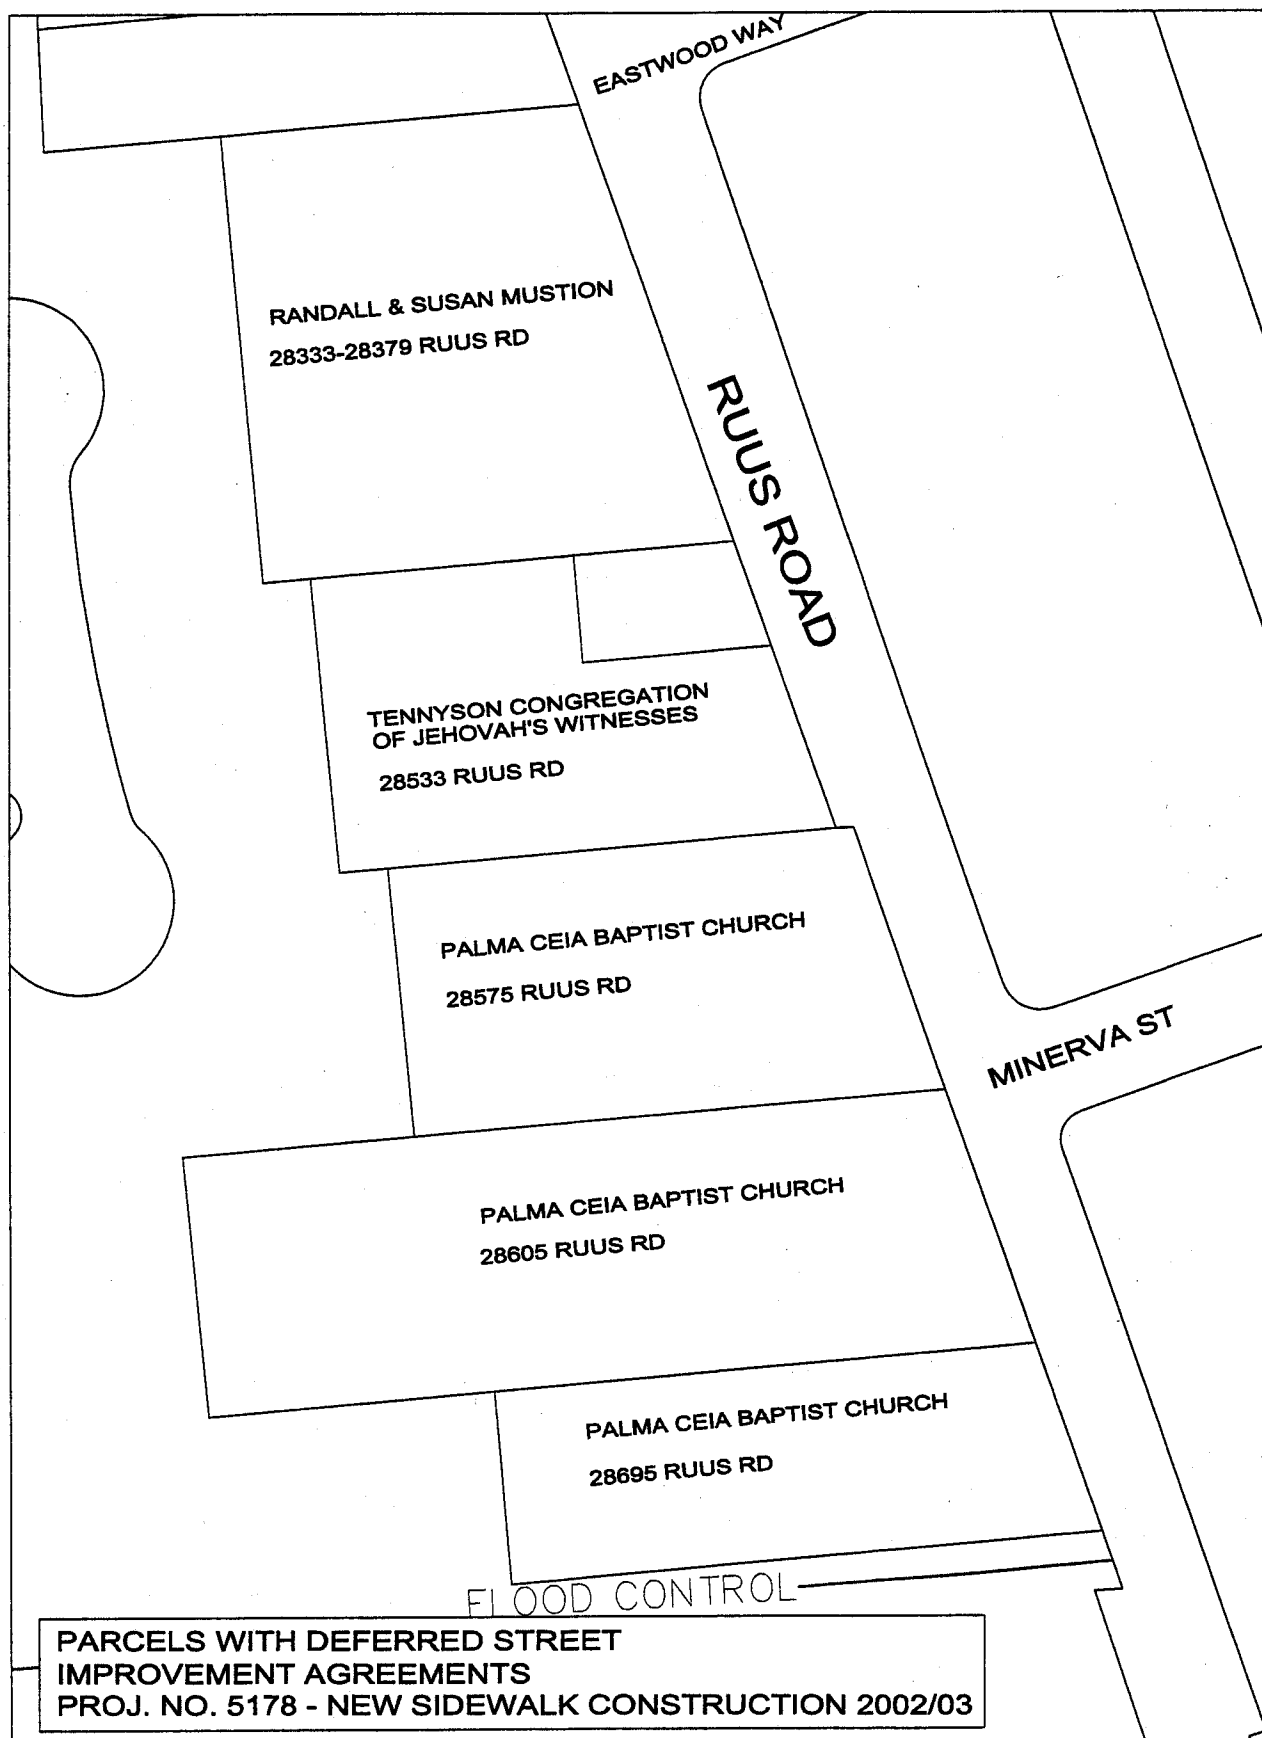 EASTWOOD WAY
RANDALL & SUSAN MUSTION
28333-28379 RUUS RD
RUUS ROAD
TENNYSON CONGREGATION
OF JEHOVAH'S WITNESSES
28533 RUUS RD
PALMA CEIA BAPTIST CHURCH
28575 RUUS RD
MINERVA ST
PALMA CEIA BAPTIST CHURCH
28605 RUUS RD
PALMA CEIA BAPTIST CHURCH
28695 RUUS RD
FLOOD CONTROL
PARCELS WITH DEFERRED STREET
IMPROVEMENT AGREEMENTS
PROJ. NO. 5178 - NEW SIDEWALK CONSTRUCTION 2002/03